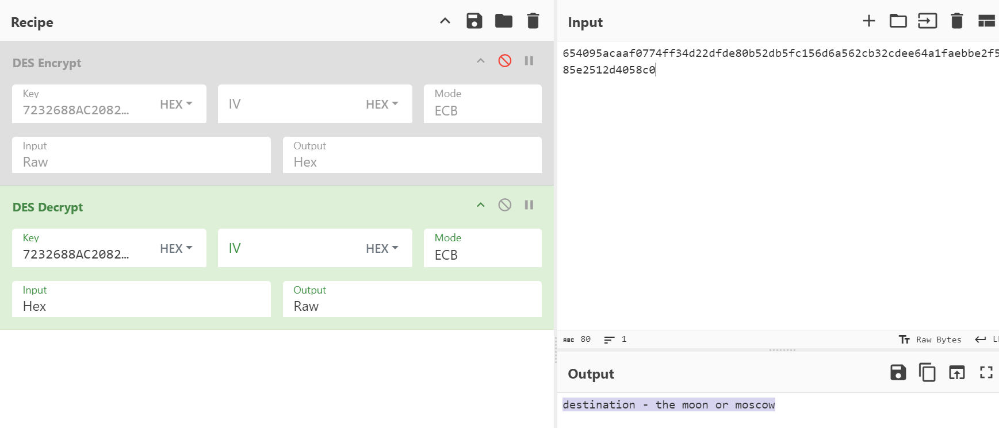 Recipe
DES Encrypt
Key
7232688AC2082…
HEX
IV
HEX
Mode
ECB
Input
Raw
Output
Hex
DES Decrypt
Key
7232688AC2082…
HEX
IV
HEX
Mode
ECB
Input
Hex
Output
Raw
Input
654095acaaf0774ff34d22dfde80b52db5fc156d6a562cb32cdee64a1faebbe2f5
85e2512d4058c0
ABC 80
1
Tт Raw Bytes
Output
destination - the moon or moscow